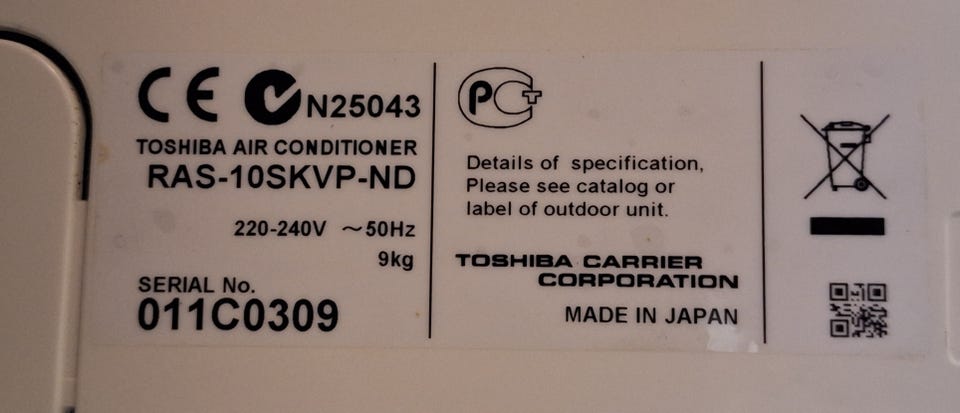 CE N25043
TOSHIBA AIR CONDITIONER
RAS-10SKVP-ND
220-240V ~50Hz
9kg
SERIAL No.
011C0309
PCT
Details of specification,
Please see catalog or
label of outdoor unit.
TOSHIBA CARRIER
CORPORATION
MADE IN JAPAN